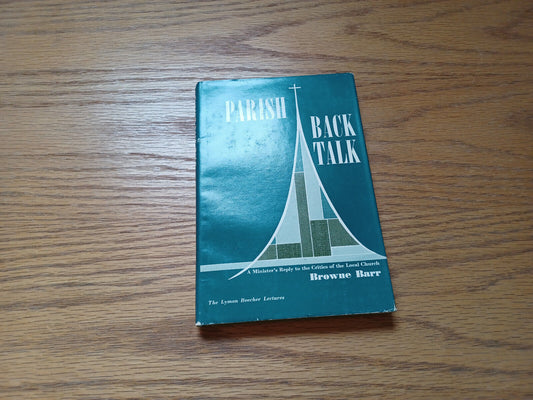 PARISH
BACK
TALK
A Minister's Reply to the Critics of the Local Church
Browne Barr
The Lyman Beecher Lectures